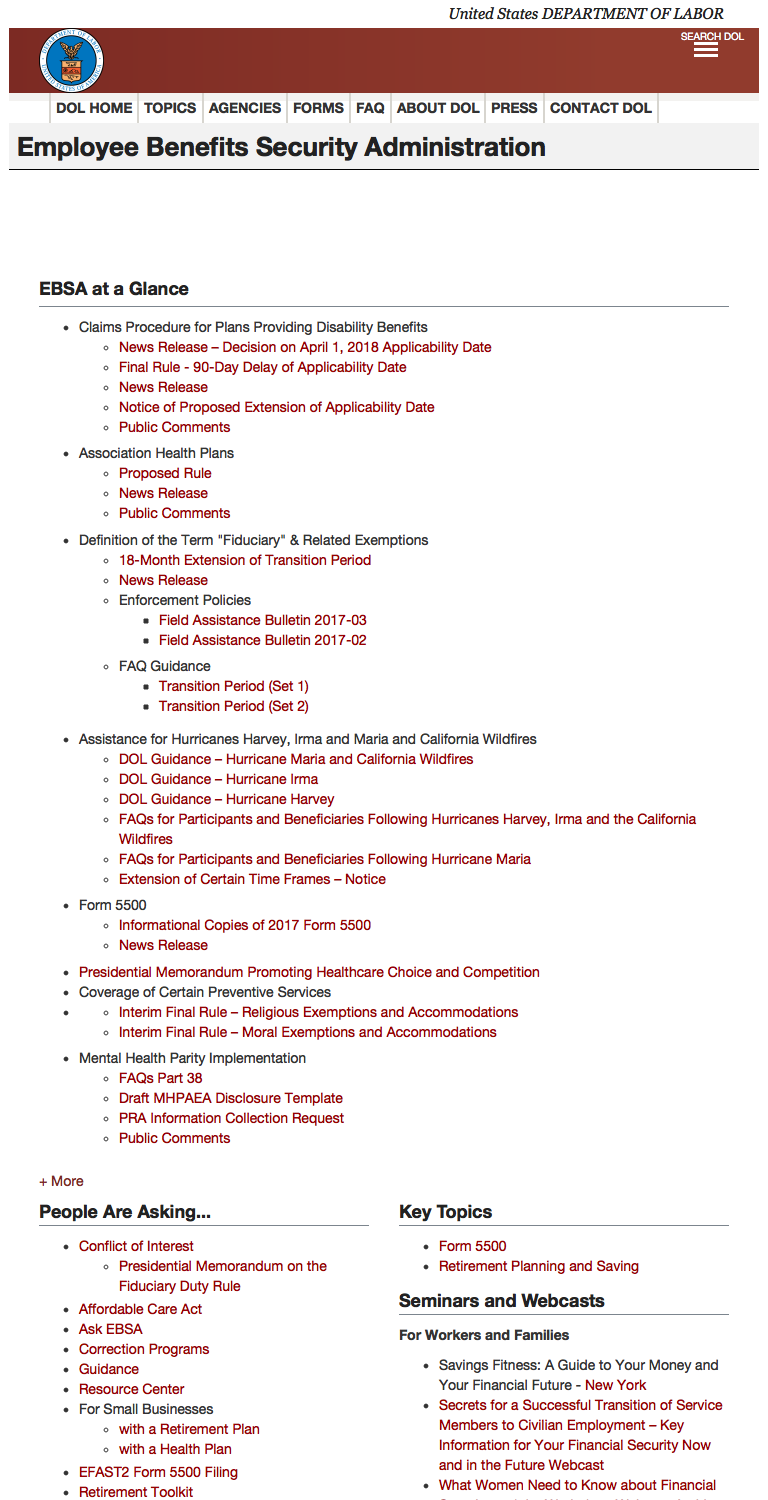 United States DEPARTMENT OF LABOR
SEARCH DOL
DOL HOME TOPICS AGENCIES FORMS FAQ ABOUT DOL PRESS CONTACT DOL
Employee Benefits Security Administration
EBSA at a Glance
Claims Procedure for Plans Providing Disability Benefits
News Release – Decision on April 1, 2018 Applicability Date
Final Rule - 90-Day Delay of Applicability Date
News Release
Notice of Proposed Extension of Applicability Date
Public Comments
Association Health Plans
Proposed Rule
News Release
Public Comments
Definition of the Term "Fiduciary" & Related Exemptions
18-Month Extension of Transition Period
News Release
Enforcement Policies
Field Assistance Bulletin 2017-03
Field Assistance Bulletin 2017-02
FAQ Guidance
Transition Period (Set 1)
Transition Period (Set 2)
Assistance for Hurricanes Harvey, Irma and Maria and California Wildfires
DOL Guidance – Hurricane Maria and California Wildfires
DOL Guidance – Hurricane Irma
DOL Guidance – Hurricane Harvey
FAQs for Participants and Beneficiaries Following Hurricanes Harvey, Irma and the California
Wildfires
FAQs for Participants and Beneficiaries Following Hurricane Maria
Extension of Certain Time Frames – Notice
Form 5500
Informational Copies of 2017 Form 5500
News Release
Presidential Memorandum Promoting Healthcare Choice and Competition
Coverage of Certain Preventive Services
Interim Final Rule – Religious Exemptions and Accommodations
Interim Final Rule – Moral Exemptions and Accommodations
Mental Health Parity Implementation
FAQs Part 38
Draft MHPAEA Disclosure Template
PRA Information Collection Request
Public Comments
+ More
People Are Asking...
Conflict of Interest
Presidential Memorandum on the
Fiduciary Duty Rule
Affordable Care Act
Ask EBSA
Correction Programs
Guidance
Resource Center
For Small Businesses
with a Retirement Plan
with a Health Plan
EFAST2 Form 5500 Filing
Retirement Toolkit
Key Topics
Form 5500
Retirement Planning and Saving
Seminars and Webcasts
For Workers and Families
Savings Fitness: A Guide to Your Money and
Your Financial Future - New York
Secrets for a Successful Transition of Service
Members to Civilian Employment – Key
Information for Your Financial Security Now
and in the Future Webcast
What Women Need to Know about Financial